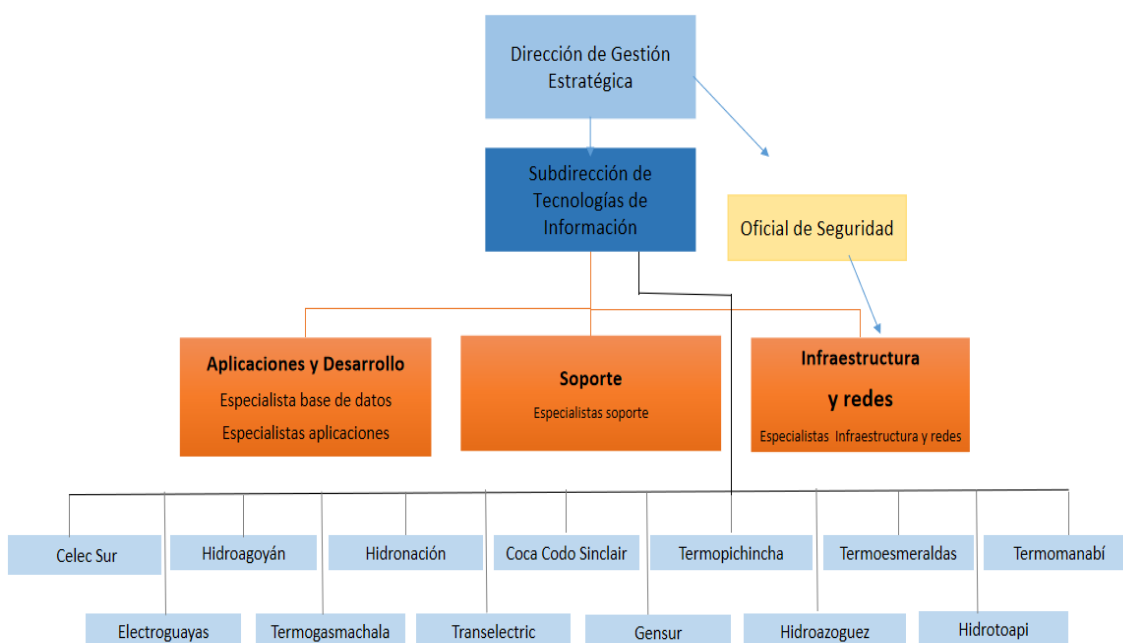 Dirección de Gestión
Estratégica
Subdirección de
Tecnologías de
Información
Oficial de Seguridad
Aplicaciones y Desarrollo
Especialista base de datos
Especialistas aplicaciones
Soporte
Especialistas soporte
Infraestructura
y redes
Especialistas Infraestructura y redes
Celec Sur
Hidroagoyán
Hidronación
Coca Codo Sinclair
Termopichincha
Termoesmeraldas
Termomanabí
Electroguayas
Termogasmachala
Transelectric
Gensur
Hidroazoguez
Hidrotoapi